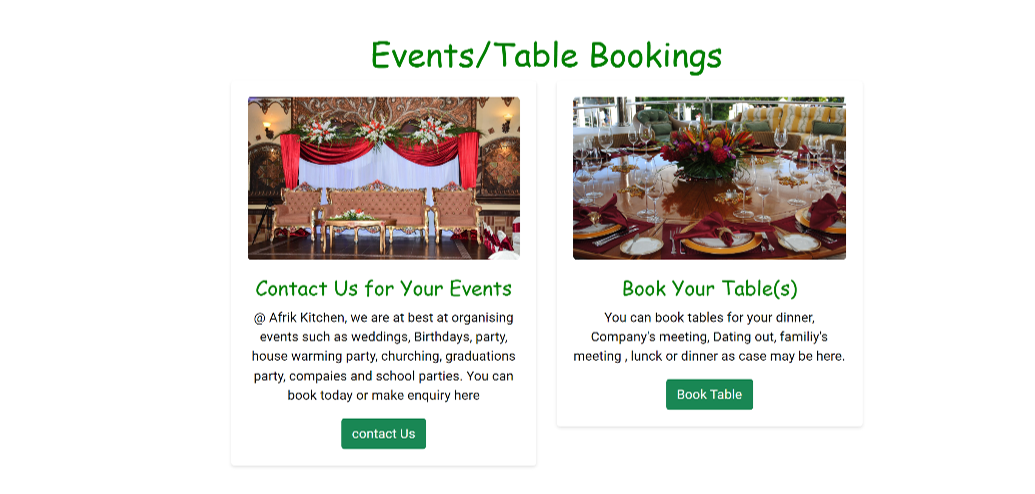 Events/Table Bookings
Contact Us for Your Events
@ Afrik Kitchen, we are at best at organising
events such as weddings, Birthdays, party,
house warming party, churching, graduations
party, compaies and school parties. You can
book today or make enquiry here
contact Us
Book Your Table(s)
You can book tables for your dinner,
Company's meeting, Dating out, familiy's
meeting , lunck or dinner as case may be here.
Book Table